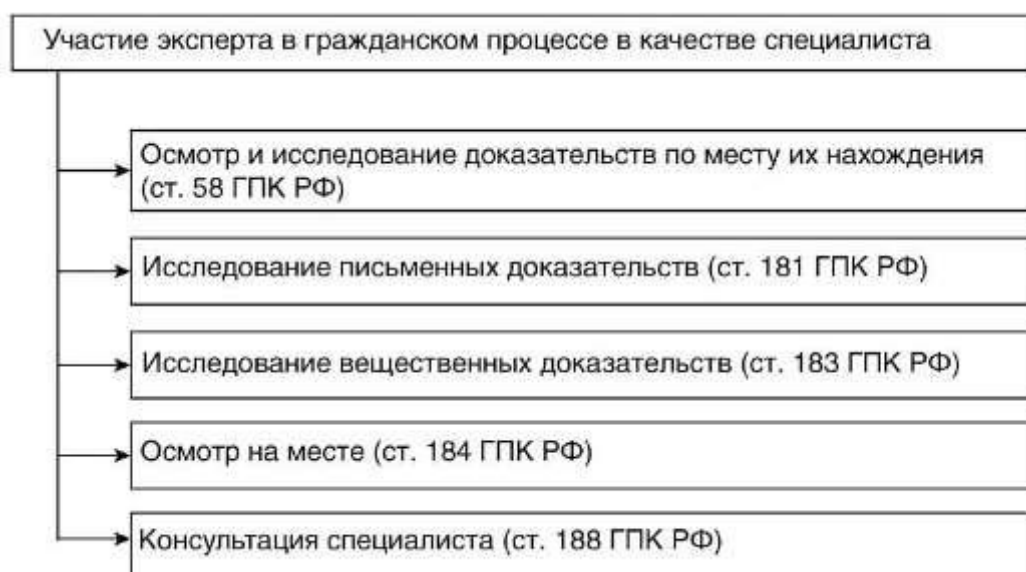 Участие эксперта в гражданском процессе в качестве специалиста
Осмотр и исследование доказательств по месту их нахождения
(ст. 58 ГПК РФ)
Исследование письменных доказательств (ст. 181 ГПК РФ)
Исследование вещественных доказательств (ст. 183 ГПК РФ)
Осмотр на месте (ст. 184 ГПК РФ)
Консультация специалиста (ст. 188 ГПК РФ)